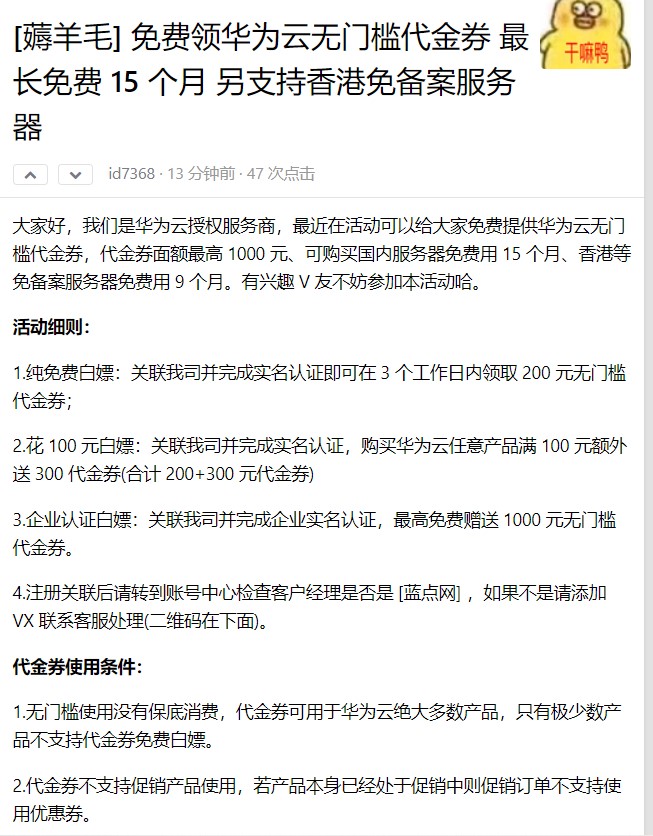 [薅羊毛] 免费领华为云无门槛代金券 最
长免费 15 个月 另支持香港免备案服务
器
干嘛鸭
id7368 · 13 分钟前 · 47 次点击
大家好，我们是华为云授权服务商，最近在活动可以给大家免费提供华为云无门
槛代金券，代金券面额最高 1000 元、可购买国内服务器免费用 15 个月、香港等
免备案服务器免费用 9 个月。有兴趣 V 友不妨参加本活动哈。
活动细则：
1.纯免费白嫖：关联我司并完成实名认证即可在 3 个工作日内领取 200 元无门槛
代金券；
2.花 100 元白嫖：关联我司并完成实名认证，购买华为云任意产品满 100 元额外
送 300 代金券(合计 200+300 元代金券)
3.企业认证白嫖：关联我司并完成企业实名认证，最高免费赠送 1000 元无门槛
代金券。
4.注册关联后请转到账号中心检查客户经理是否是 [蓝点网] ，如果不是请添加
VX 联系客服处理(二维码在下面)。
代金券使用条件：
1.无门槛使用没有保底消费，代金券可用于华为云绝大多数产品，只有极少数产
品不支持代金券免费白嫖。
2.代金券不支持促销产品使用，若产品本身已经处于促销中则促销订单不支持使
用优惠券。